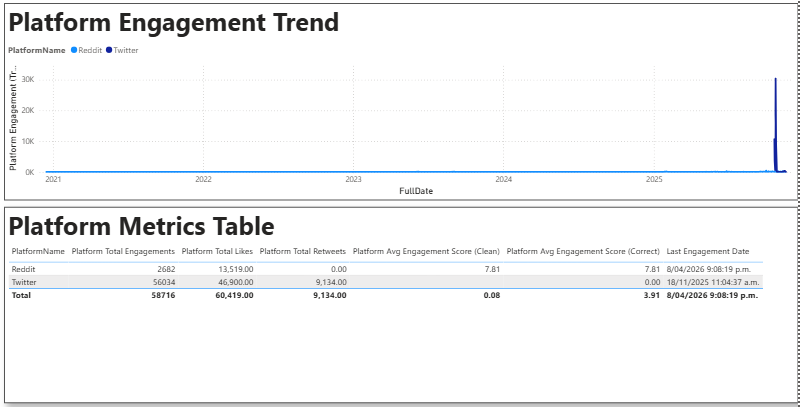 Platform Engagement Trend
PlatformName Reddit Twitter
Platform Engagement (Tr...
30K
20K
10K
0K
2021 2022 2023 2024 2025
FullDate
Platform Metrics Table
PlatformName Platform Total Engagements Platform Total Likes Platform Total Retweets Platform Avg Engagement Score (Clean) Platform Avg Engagement Score (Correct) Last Engagement Date
Reddit 2682 13,519.00 0.00 7.81 7.81 8/04/2026 9:08:19 p.m.
Twitter 56034 46,900.00 9,134.00 0.00 18/11/2025 11:04:37 a.m.
Total 58716 60,419.00 9,134.00 0.08 3.91 8/04/2026 9:08:19 p.m.